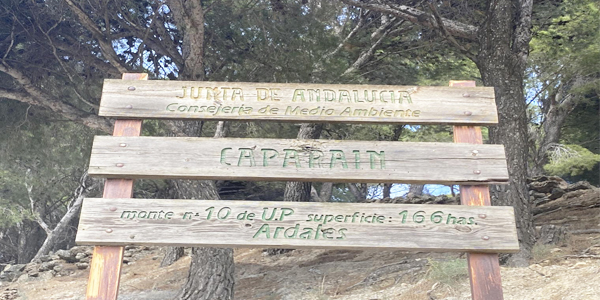 JUNTA DE ANDALUCIA
Consejería de Medio Ambiente
CAPARAIN
monte nº 10 de U.P. superficie: 166 has.
Ardales